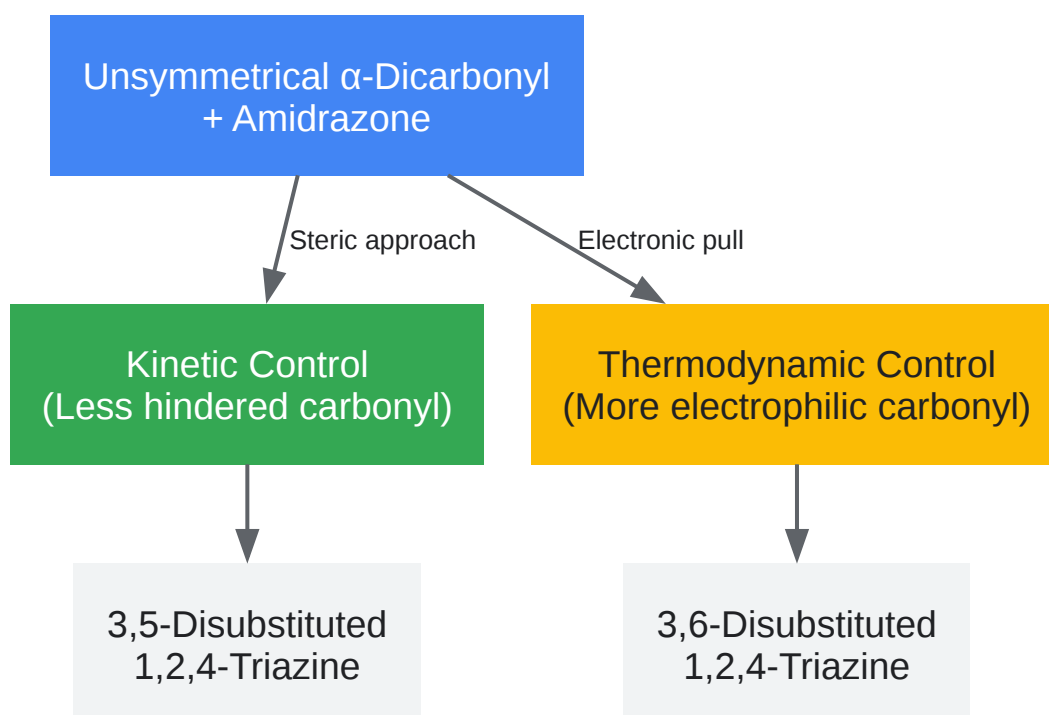 Unsymmetrical α-Dicarbonyl
+ Amidrazone
Steric approach
Electronic pull
Kinetic Control
(Less hindered carbonyl)
Thermodynamic Control
(More electrophilic carbonyl)
3,5-Disubstituted
1,2,4-Triazine
3,6-Disubstituted
1,2,4-Triazine